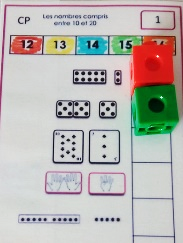 CP
Les nombres compris
entre 10 et 20
1
12 13 14 15